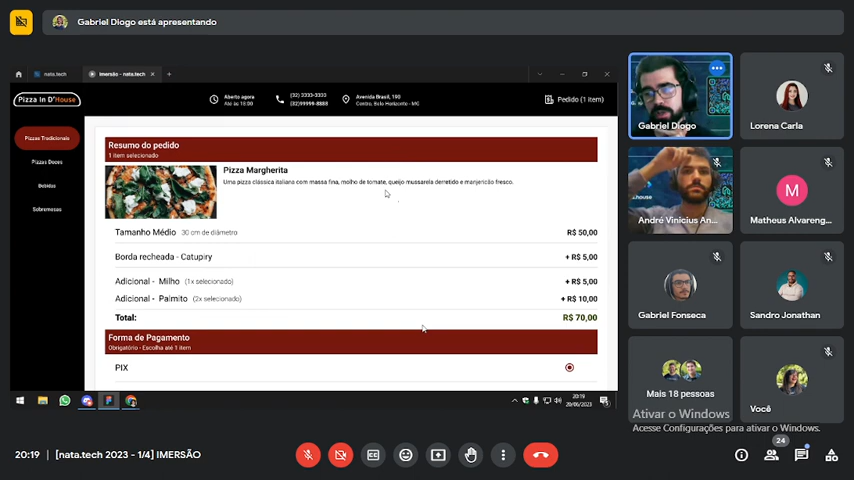 Gabriel Diogo está apresentando
nata.tech
imersão - nata.tech
Pizza In D'House
Aberto agora
Até às 18:00
(32) 3333-3333
(32)99999-8888
Avenida Brasil, 190
Centro, Belo Horizonte - MG
Pedido (1 item)
Pizzas Tradicionais
Pizzas Doces
Bebidas
Sobremesas
Resumo do pedido
1 item selecionado
Pizza Margherita
Uma pizza clássica italiana com massa fina, molho de tomate, queijo mussarela derretido e manjericão fresco.
Tamanho Médio 30 cm de diâmetro R$ 50,00
Borda recheada - Catupiry + R$ 5,00
Adicional - Milho (1x selecionado) + R$ 5,00
Adicional - Palmito (2x selecionado) + R$ 10,00
Total: R$ 70,00
Forma de Pagamento
Obrigatório - Escolha até 1 item
PIX
20:19
20/06/2023
Gabriel Diogo
Lorena Carla
André Vinicius An...
M
Matheus Alvareng...
Gabriel Fonseca
Sandro Jonathan
Mais 18 pessoas
Você
Ativar o Windows
Acesse Configurações para ativar o Windows.
24
20:19 | [nata.tech 2023 - 1/4] IMERSÃO